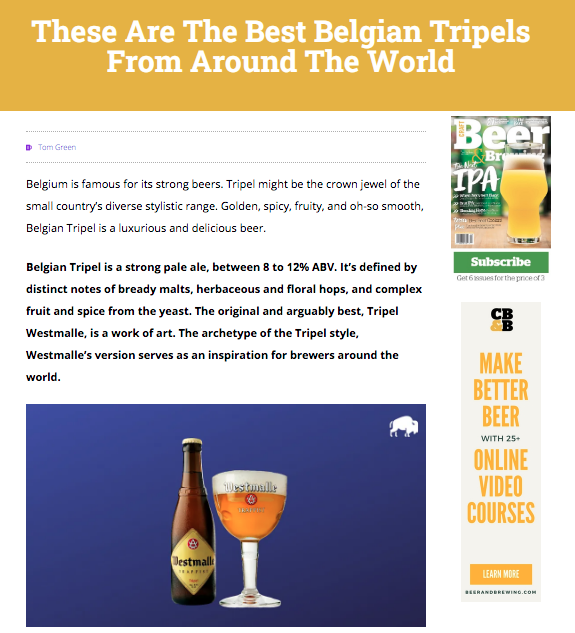 These Are The Best Belgian Tripels
From Around The World
Tom Green
Belgium is famous for its strong beers. Tripel might be the crown jewel of the
small country's diverse stylistic range. Golden, spicy, fruity, and oh-so smooth,
Belgian Tripel is a luxurious and delicious beer.
Belgian Tripel is a strong pale ale, between 8 to 12% ABV. It's defined by
distinct notes of bready malts, herbaceous and floral hops, and complex
fruit and spice from the yeast. The original and arguably best, Tripel
Westmalle, is a work of art. The archetype of the Tripel style,
Westmalle's version serves as an inspiration for brewers around the
world.
Westmalle
TRAPPIST
Westmalle
TRAPPIST
Beer
IPA
Subscribe
Get 6 issues for the price of 3
CB
&B
MAKE
BETTER
BEER
WITH 25+
ONLINE
VIDEO
COURSES
LEARN MORE
BEERANDBREWING.COM